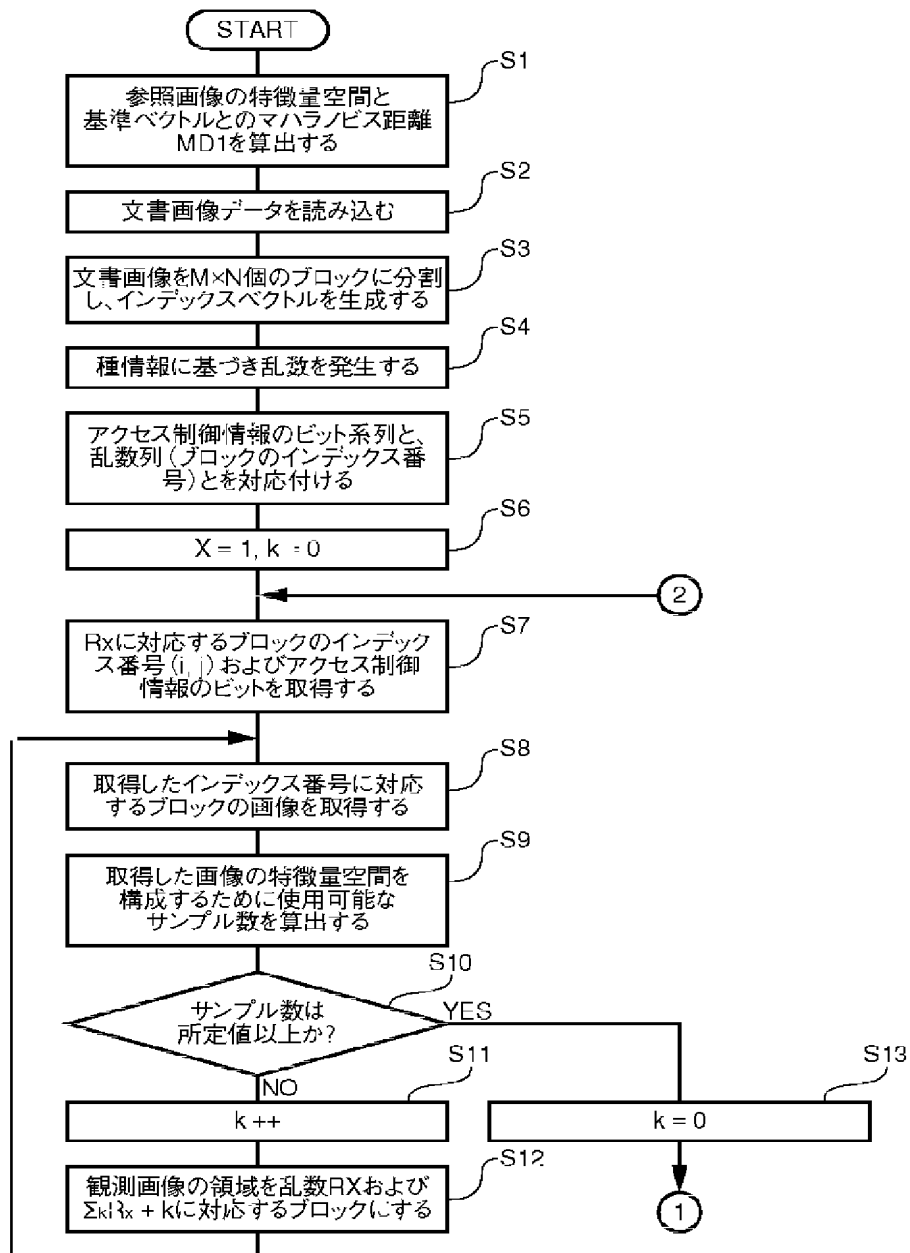 START
S1
参照画像の特徴量空間と
基準ベクトルとのマハラノビス距離
MD1を算出する
S2
文書画像データを読み込む
S3
文書画像をM×N個のブロックに分割
し、インデックスベクトルを生成する
S4
種情報に基づき乱数を発生する
S5
アクセス制御情報のビット系列と、
乱数列(ブロックのインデックス番
号)とを対応付ける
S6
X = 1, k = 0
2
S7
Rxに対応するブロックのインデック
ス番号(i, j)およびアクセス制御
情報のビットを取得する
S8
取得したインデックス番号に対応
するブロックの画像を取得する
S9
取得した画像の特徴量空間を
構成するために使用可能な
サンプル数を算出する
S10
サンプル数は
所定値以上か?
YES
NO
S11
k ++
S13
k = 0
S12
観測画像の領域を乱数RXおよび
ΣkRx + kに対応するブロックにする
1